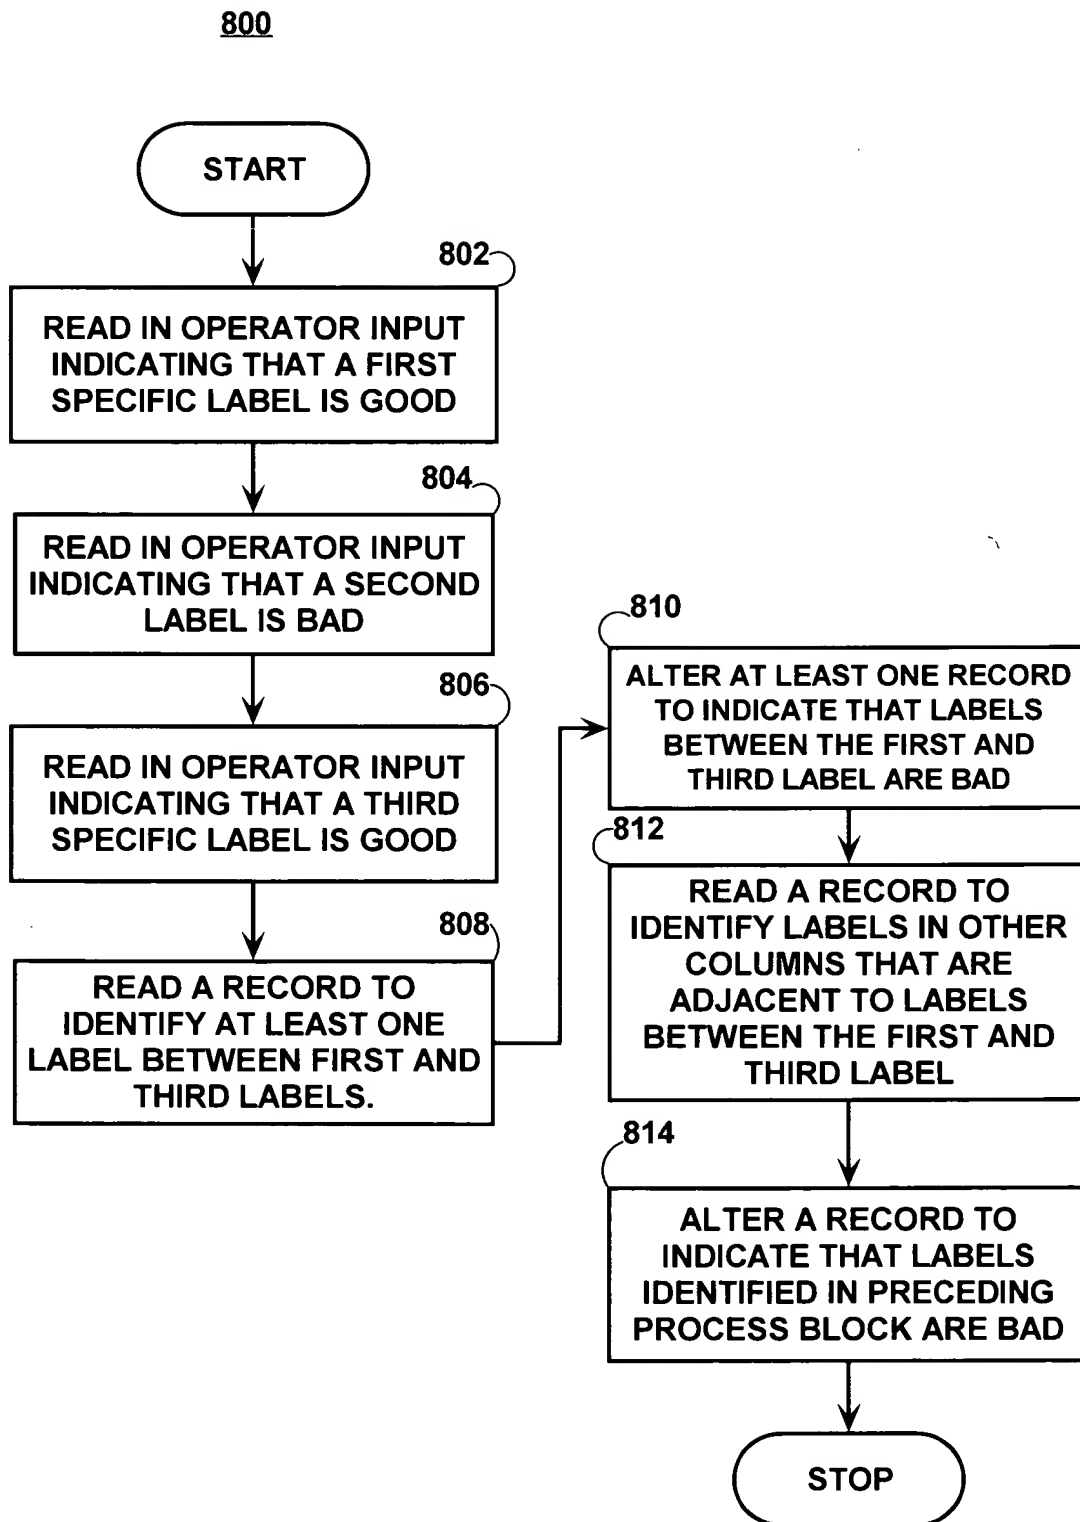 800
START
802
READ IN OPERATOR INPUT
INDICATING THAT A FIRST
SPECIFIC LABEL IS GOOD
804
READ IN OPERATOR INPUT
INDICATING THAT A SECOND
LABEL IS BAD
806
READ IN OPERATOR INPUT
INDICATING THAT A THIRD
SPECIFIC LABEL IS GOOD
808
READ A RECORD TO
IDENTIFY AT LEAST ONE
LABEL BETWEEN FIRST AND
THIRD LABELS.
810
ALTER AT LEAST ONE RECORD
TO INDICATE THAT LABELS
BETWEEN THE FIRST AND
THIRD LABEL ARE BAD
812
READ A RECORD TO
IDENTIFY LABELS IN OTHER
COLUMNS THAT ARE
ADJACENT TO LABELS
BETWEEN THE FIRST AND
THIRD LABEL
814
ALTER A RECORD TO
INDICATE THAT LABELS
IDENTIFIED IN PRECEDING
PROCESS BLOCK ARE BAD
STOP